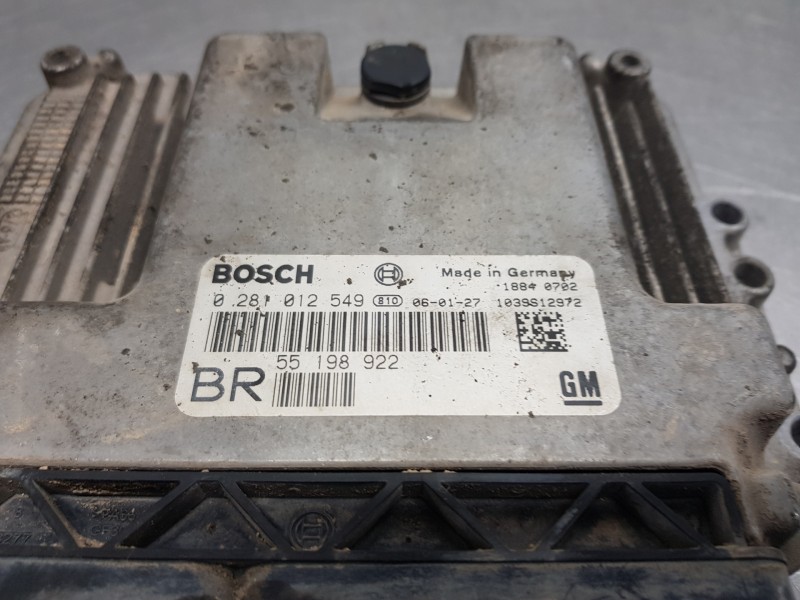 BOSCH Made in Germany
1884 0702
0 281 012 549 810 06-01-27 1039S12972
55 198 922
BR
GM